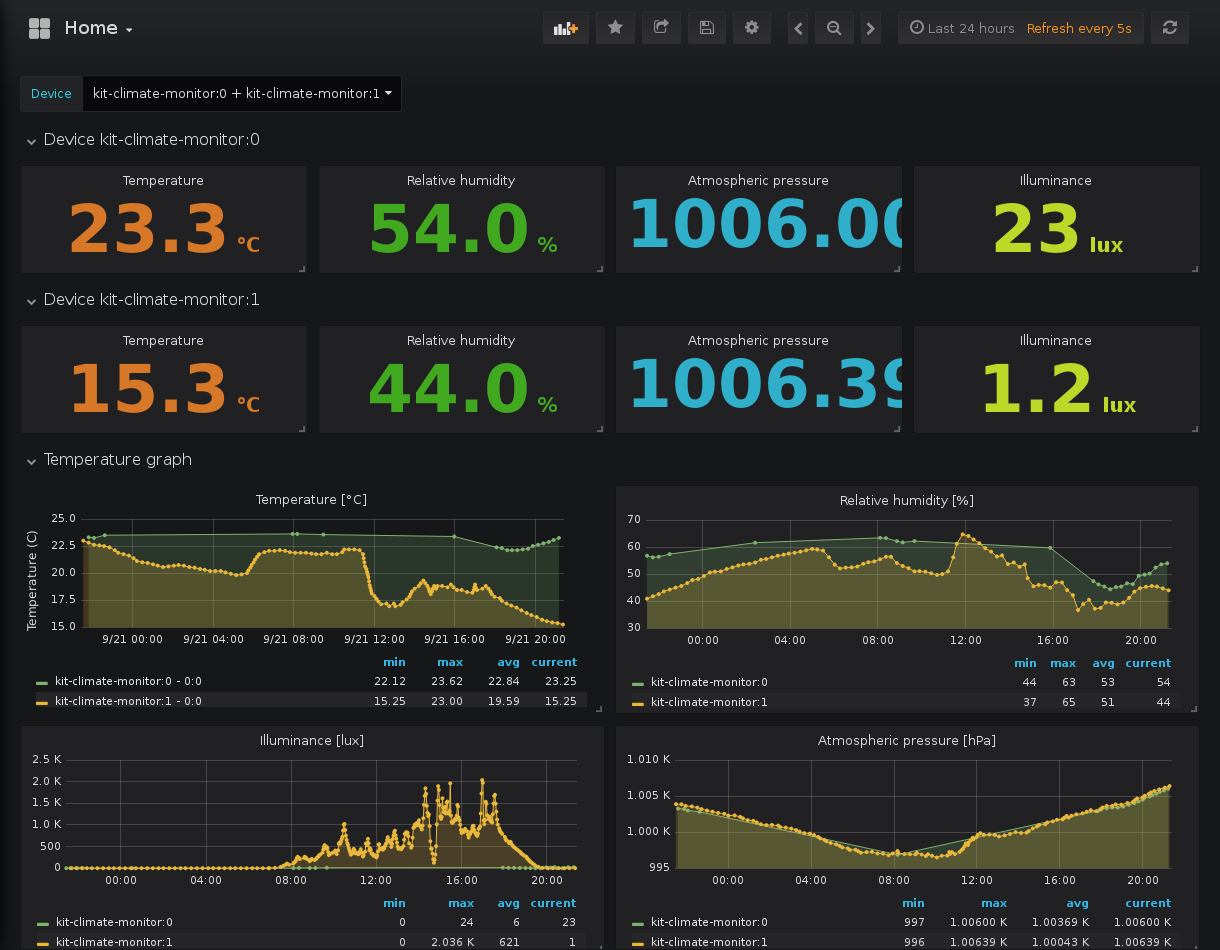 Home
Last 24 hours Refresh every 5s
Device kit-climate-monitor:0 + kit-climate-monitor:1
Device kit-climate-monitor:0
Temperature Relative humidity Atmospheric pressure Illuminance
23.3 °C 54.0 % 1006.00 23 lux
Device kit-climate-monitor:1
Temperature Relative humidity Atmospheric pressure Illuminance
15.3 °C 44.0 % 1006.39 1.2 lux
Temperature graph
Temperature [°C]
Temperature (C)
25.0
22.5
20.0
17.5
15.0
9/21 00:00 9/21 04:00 9/21 08:00 9/21 12:00 9/21 16:00 9/21 20:00
min max avg current
kit-climate-monitor:0 - 0:0 22.12 23.62 22.84 23.25
kit-climate-monitor:1 - 0:0 15.25 23.00 19.59 15.25
Relative humidity [%]
70
60
50
40
30
00:00 04:00 08:00 12:00 16:00 20:00
min max avg current
kit-climate-monitor:0 44 63 53 54
kit-climate-monitor:1 37 65 51 44
Illuminance [lux]
2.5 K
2.0 K
1.5 K
1.0 K
500
0
00:00 04:00 08:00 12:00 16:00 20:00
min max avg current
kit-climate-monitor:0 0 24 6 23
kit-climate-monitor:1 0 2.036 K 621 1
Atmospheric pressure [hPa]
1.010 K
1.005 K
1.000 K
995
00:00 04:00 08:00 12:00 16:00 20:00
min max avg current
kit-climate-monitor:0 997 1.00600 K 1.00369 K 1.00600 K
kit-climate-monitor:1 996 1.00639 K 1.00043 K 1.00639 K